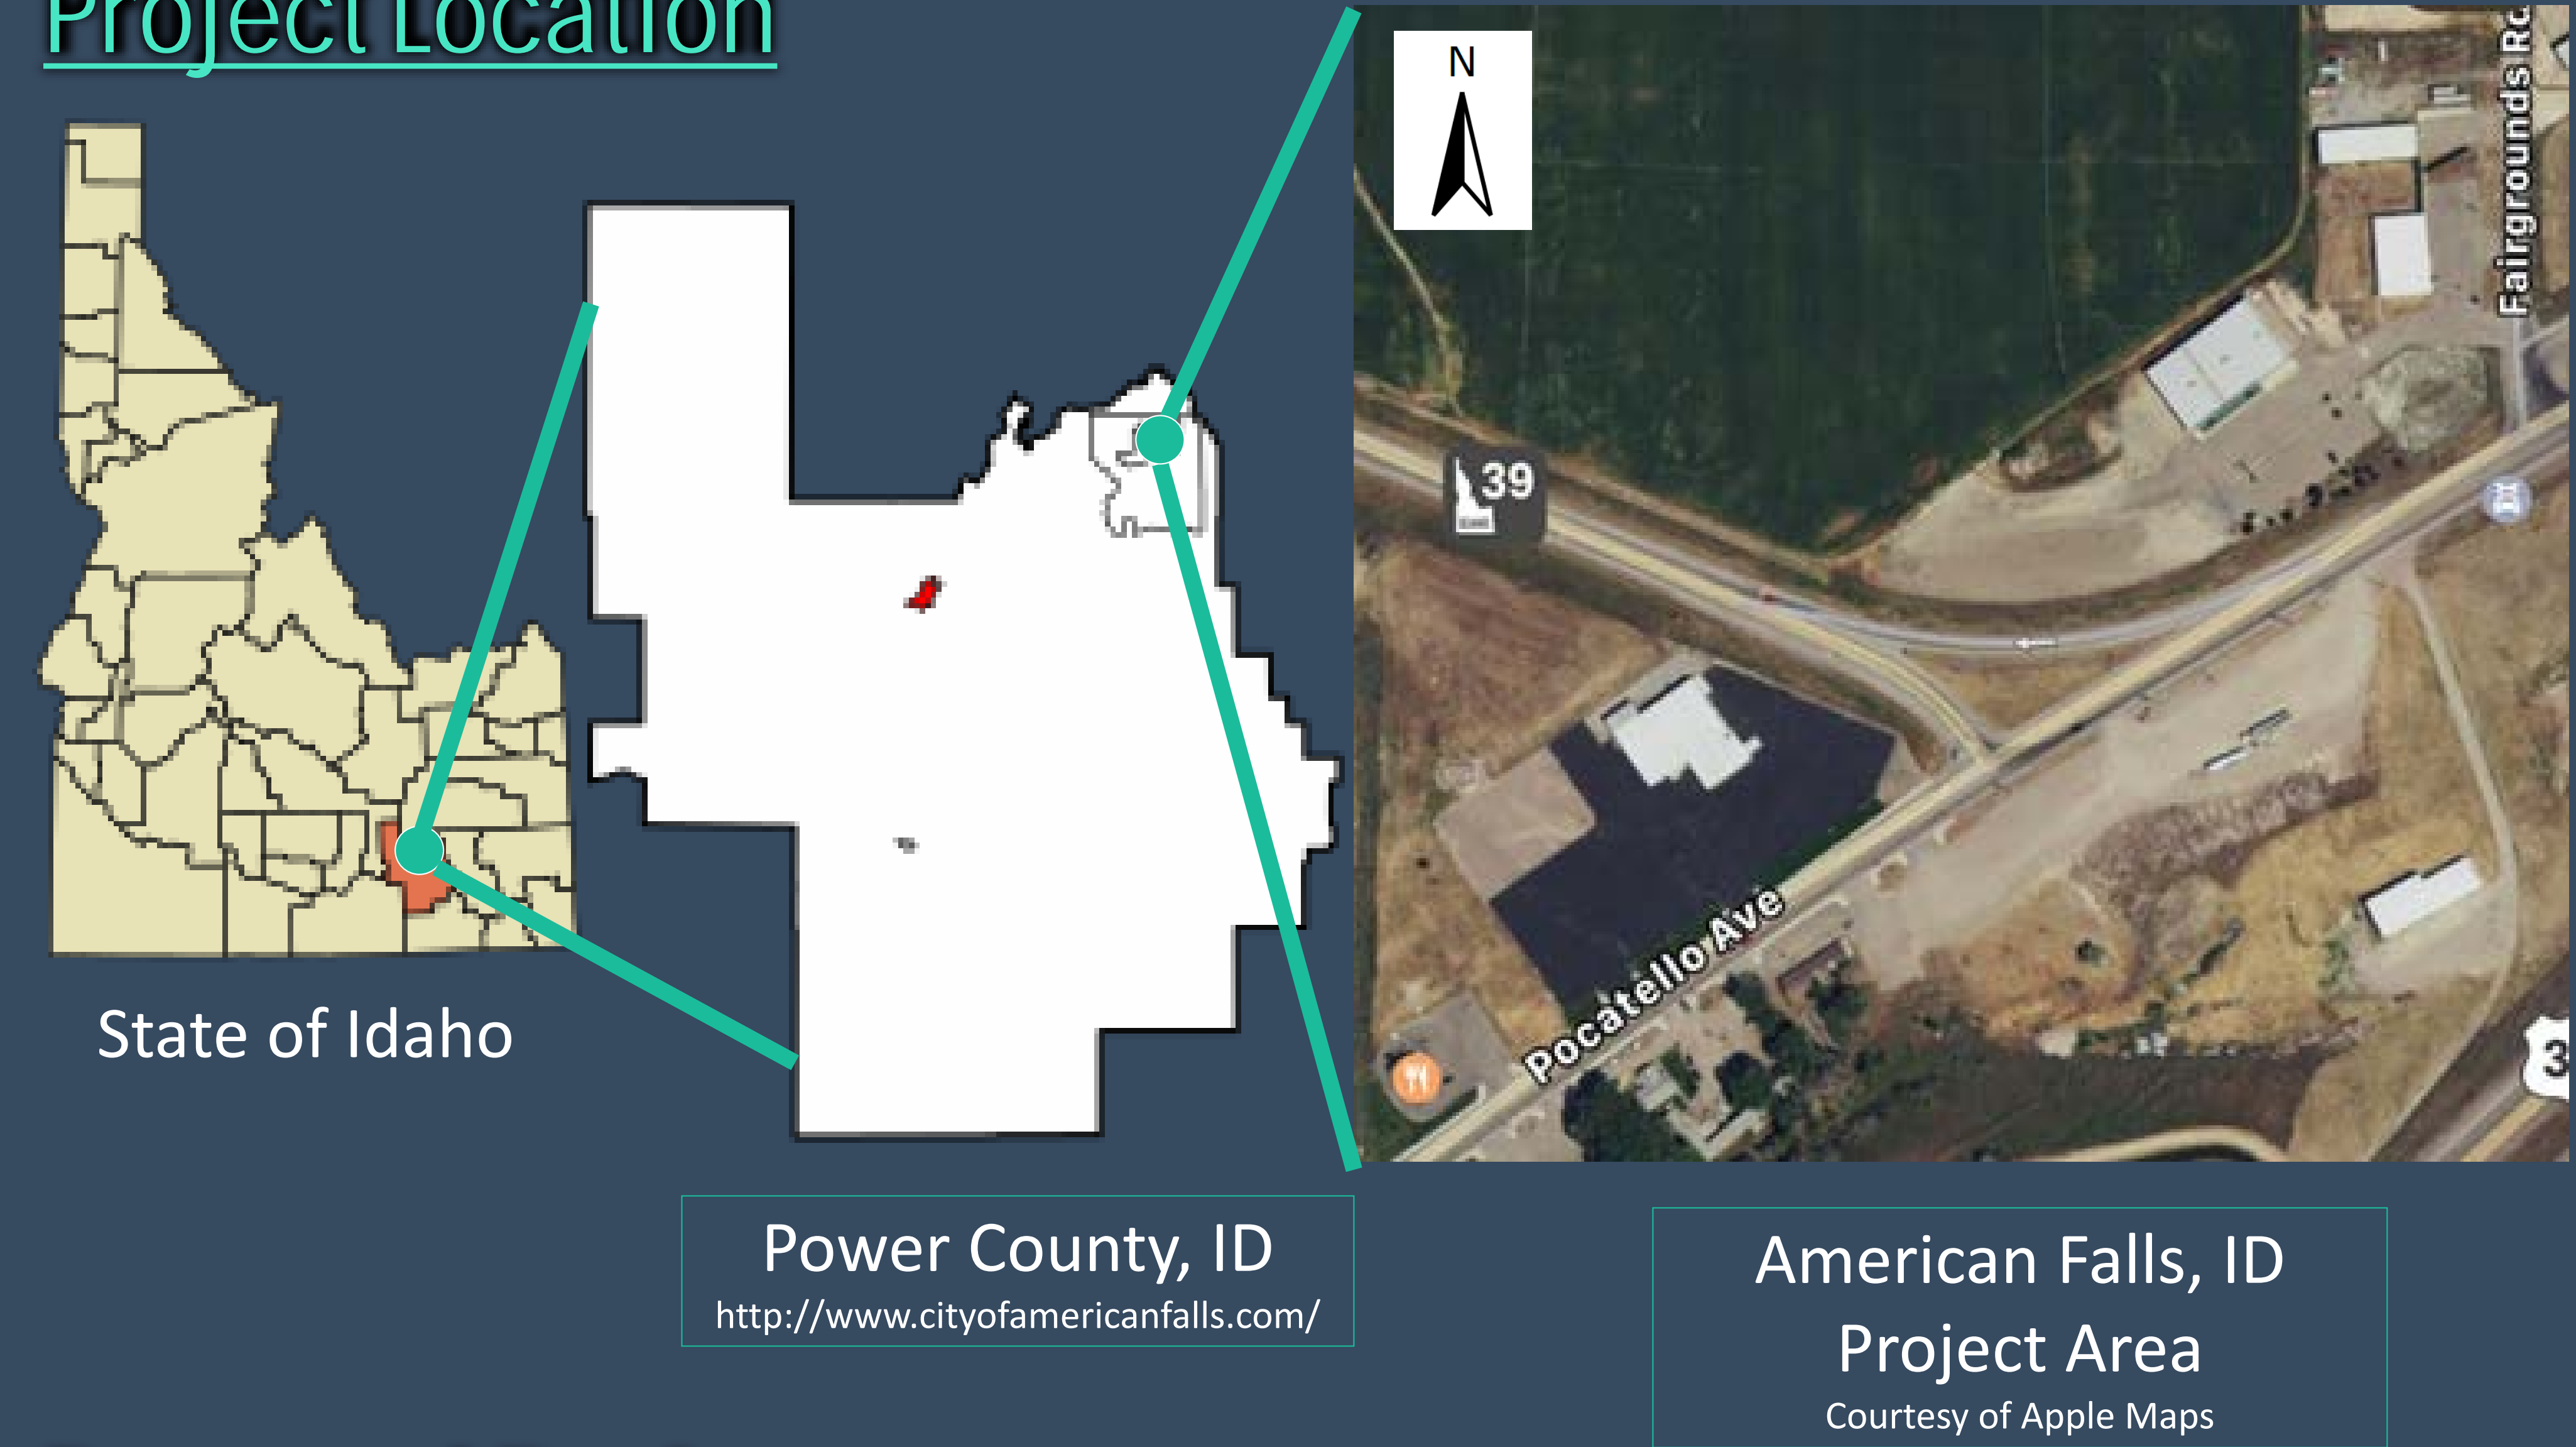 Project Location
N
Fairgrounds Rd
39
Pocatello Ave
3
State of Idaho
Power County, ID
http://www.cityofamericanfalls.com/
American Falls, ID
Project Area
Courtesy of Apple Maps